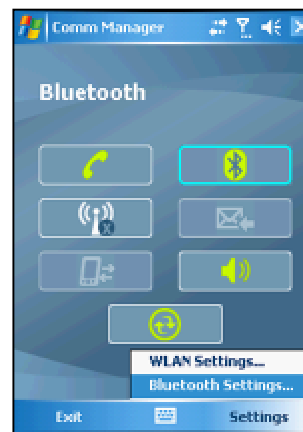 Comm Manager
Bluetooth
WLAN Settings...
Bluetooth Settings...
Exit
Settings